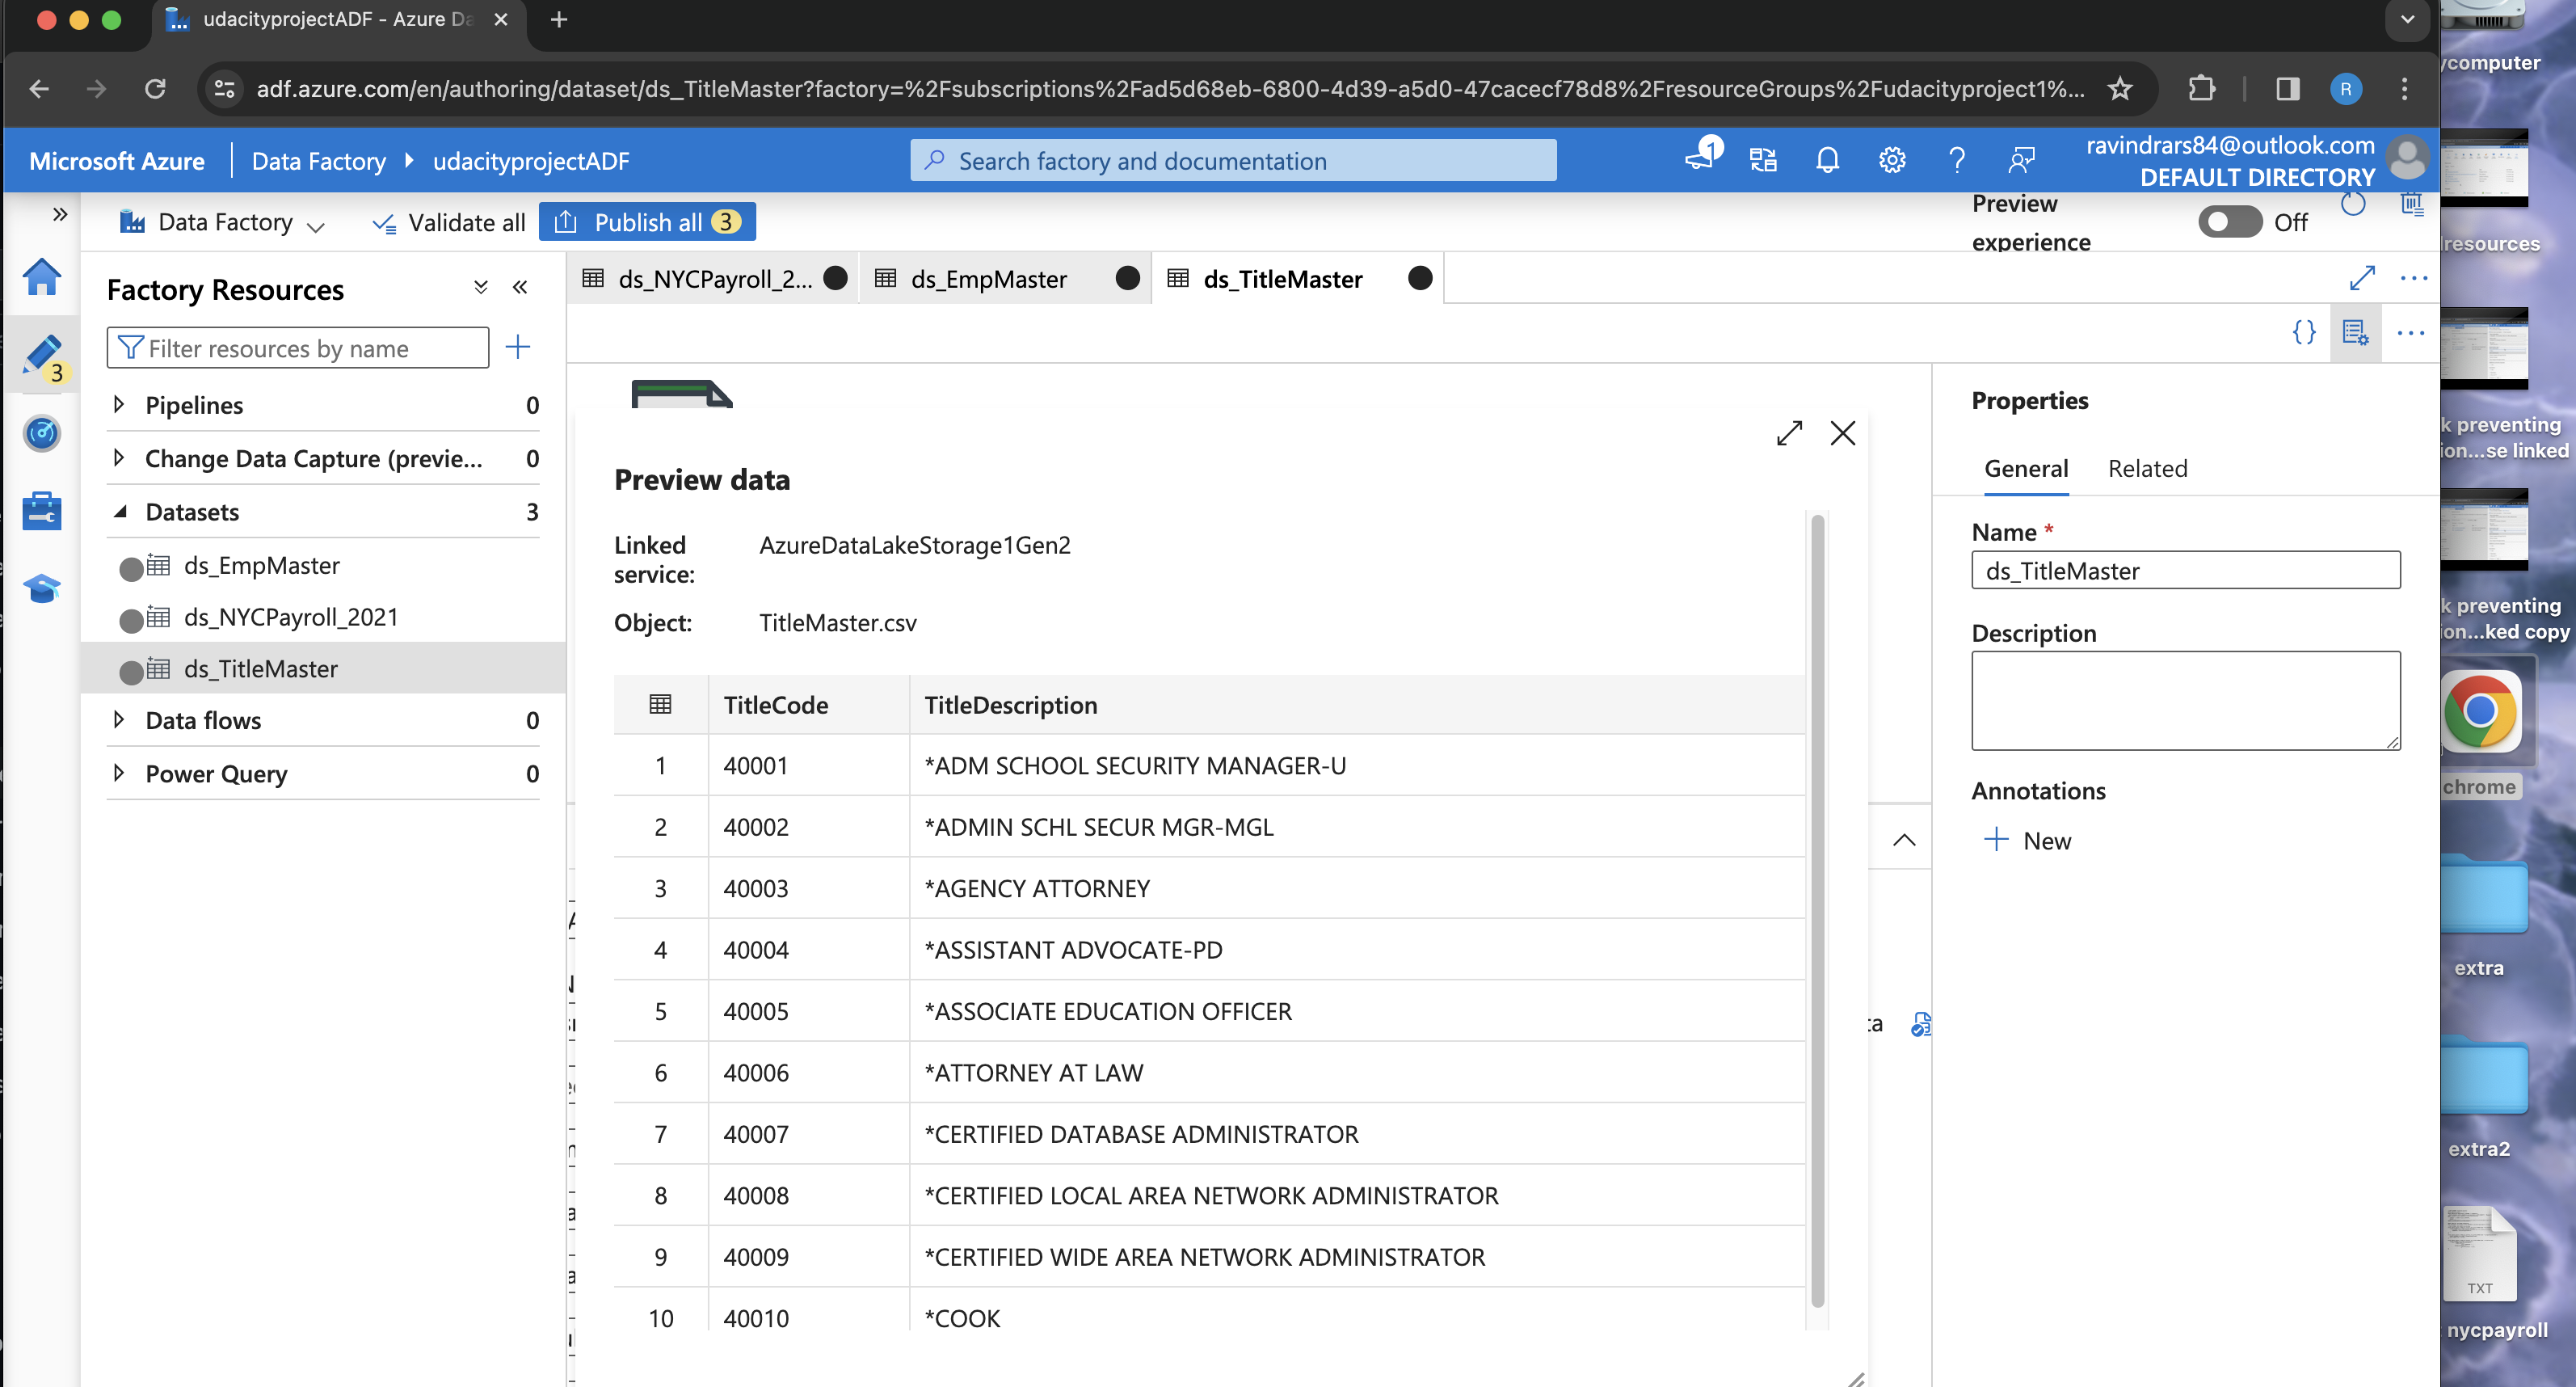 udacityprojectADF - Azure Da
adf.azure.com/en/authoring/dataset/ds_TitleMaster?factory=%2Fsubscriptions%2Fad5d68eb-6800-4d39-a5d0-47cacecf78d8%2FresourceGroups%2Fudacityproject1%...
R
Microsoft Azure
Data Factory
udacityprojectADF
Search factory and documentation
1
ravindrars84@outlook.com
DEFAULT DIRECTORY
Data Factory
Validate all
Publish all 3
Preview
experience
Off
Factory Resources
Filter resources by name
3
Pipelines 0
Change Data Capture (previe... 0
Datasets 3
ds_EmpMaster
ds_NYCPayroll_2021
ds_TitleMaster
Data flows 0
Power Query 0
ds_NYCPayroll_2...
ds_EmpMaster
ds_TitleMaster
Preview data
Linked
service:
AzureDataLakeStorage1Gen2
Object: TitleMaster.csv
TitleCode TitleDescription
1 40001 *ADM SCHOOL SECURITY MANAGER-U
2 40002 *ADMIN SCHL SECUR MGR-MGL
3 40003 *AGENCY ATTORNEY
4 40004 *ASSISTANT ADVOCATE-PD
5 40005 *ASSOCIATE EDUCATION OFFICER
6 40006 *ATTORNEY AT LAW
7 40007 *CERTIFIED DATABASE ADMINISTRATOR
8 40008 *CERTIFIED LOCAL AREA NETWORK ADMINISTRATOR
9 40009 *CERTIFIED WIDE AREA NETWORK ADMINISTRATOR
10 40010 *COOK
ta
Properties
General Related
Name *
ds_TitleMaster
Description
Annotations
New
ycomputer
resources
k preventing
ion...se linked
k preventing
ion...ked copy
chrome
extra
extra2
TXT
nycpayroll